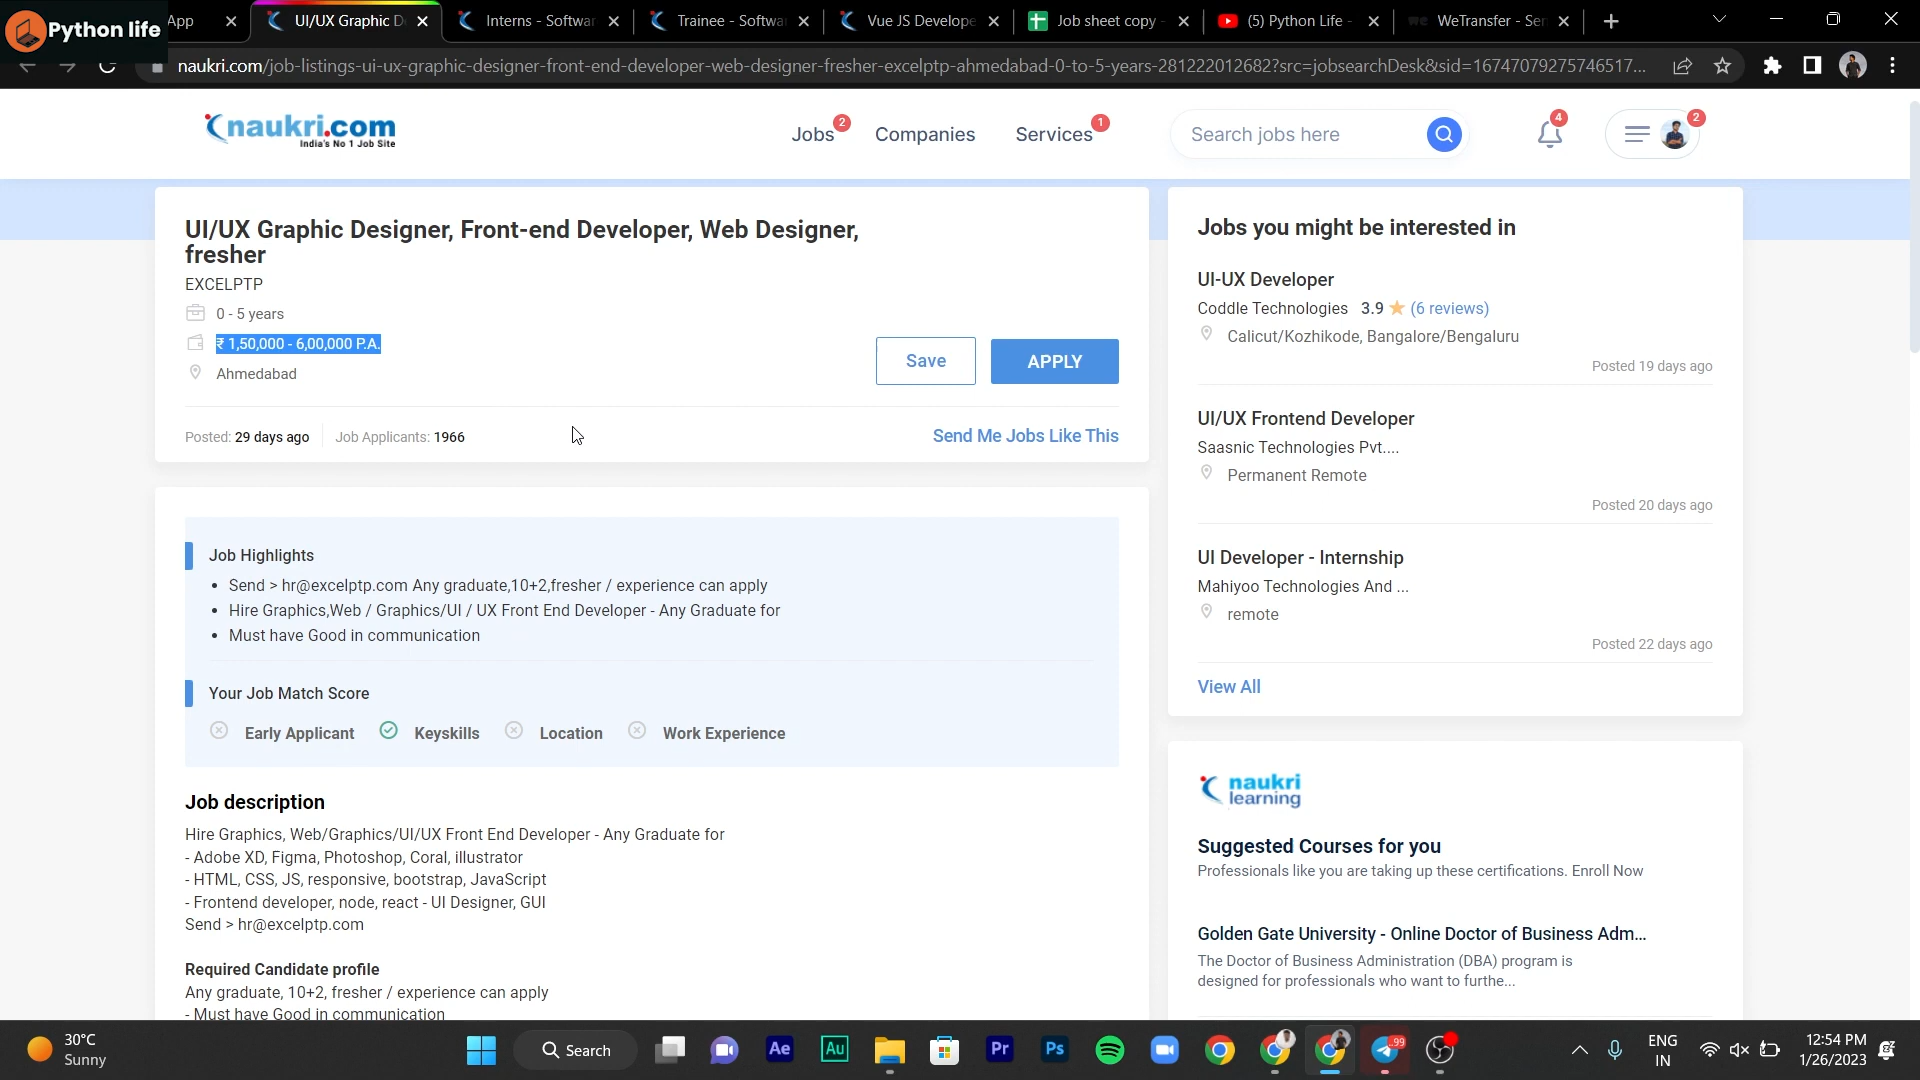 Python life
App
UI/UX Graphic D
Interns - Softwar
Trainee - Softwa
Vue JS Develope
Job sheet copy -
(5) Python Life -
WeTransfer - Sen
naukri.com/job-listings-ui-ux-graphic-designer-front-end-developer-web-designer-fresher-excelptp-ahmedabad-0-to-5-years-281222012682?src=jobsearchDesk&sid=16747079275746517...
naukri.com
India's No 1 Job Site
Jobs
2
Companies
Services
1
Search jobs here
4
2
UI/UX Graphic Designer, Front-end Developer, Web Designer,
fresher
EXCELPTP
0 - 5 years
₹ 1,50,000 - 6,00,000 P.A.
Ahmedabad
Save
APPLY
Posted: 29 days ago
Job Applicants: 1966
Send Me Jobs Like This
Job Highlights
• Send > hr@excelptp.com Any graduate,10+2,fresher / experience can apply
• Hire Graphics,Web / Graphics/UI / UX Front End Developer - Any Graduate for
• Must have Good in communication
Your Job Match Score
Early Applicant
Keyskills
Location
Work Experience
Job description
Hire Graphics, Web/Graphics/UI/UX Front End Developer - Any Graduate for
- Adobe XD, Figma, Photoshop, Coral, illustrator
- HTML, CSS, JS, responsive, bootstrap, JavaScript
- Frontend developer, node, react - UI Designer, GUI
Send > hr@excelptp.com
Required Candidate profile
Any graduate, 10+2, fresher / experience can apply
- Must have Good in communication
Jobs you might be interested in
UI-UX Developer
Coddle Technologies 3.9 (6 reviews)
Calicut/Kozhikode, Bangalore/Bengaluru
Posted 19 days ago
UI/UX Frontend Developer
Saasnic Technologies Pvt....
Permanent Remote
Posted 20 days ago
UI Developer - Internship
Mahiyoo Technologies And ...
remote
Posted 22 days ago
View All
naukri
learning
Suggested Courses for you
Professionals like you are taking up these certifications. Enroll Now
Golden Gate University - Online Doctor of Business Adm...
The Doctor of Business Administration (DBA) program is
designed for professionals who want to furthe...
30°C
Sunny
Search
Ae
Au
Pr
Ps
.99
ENG
IN
12:54 PM
1/26/2023